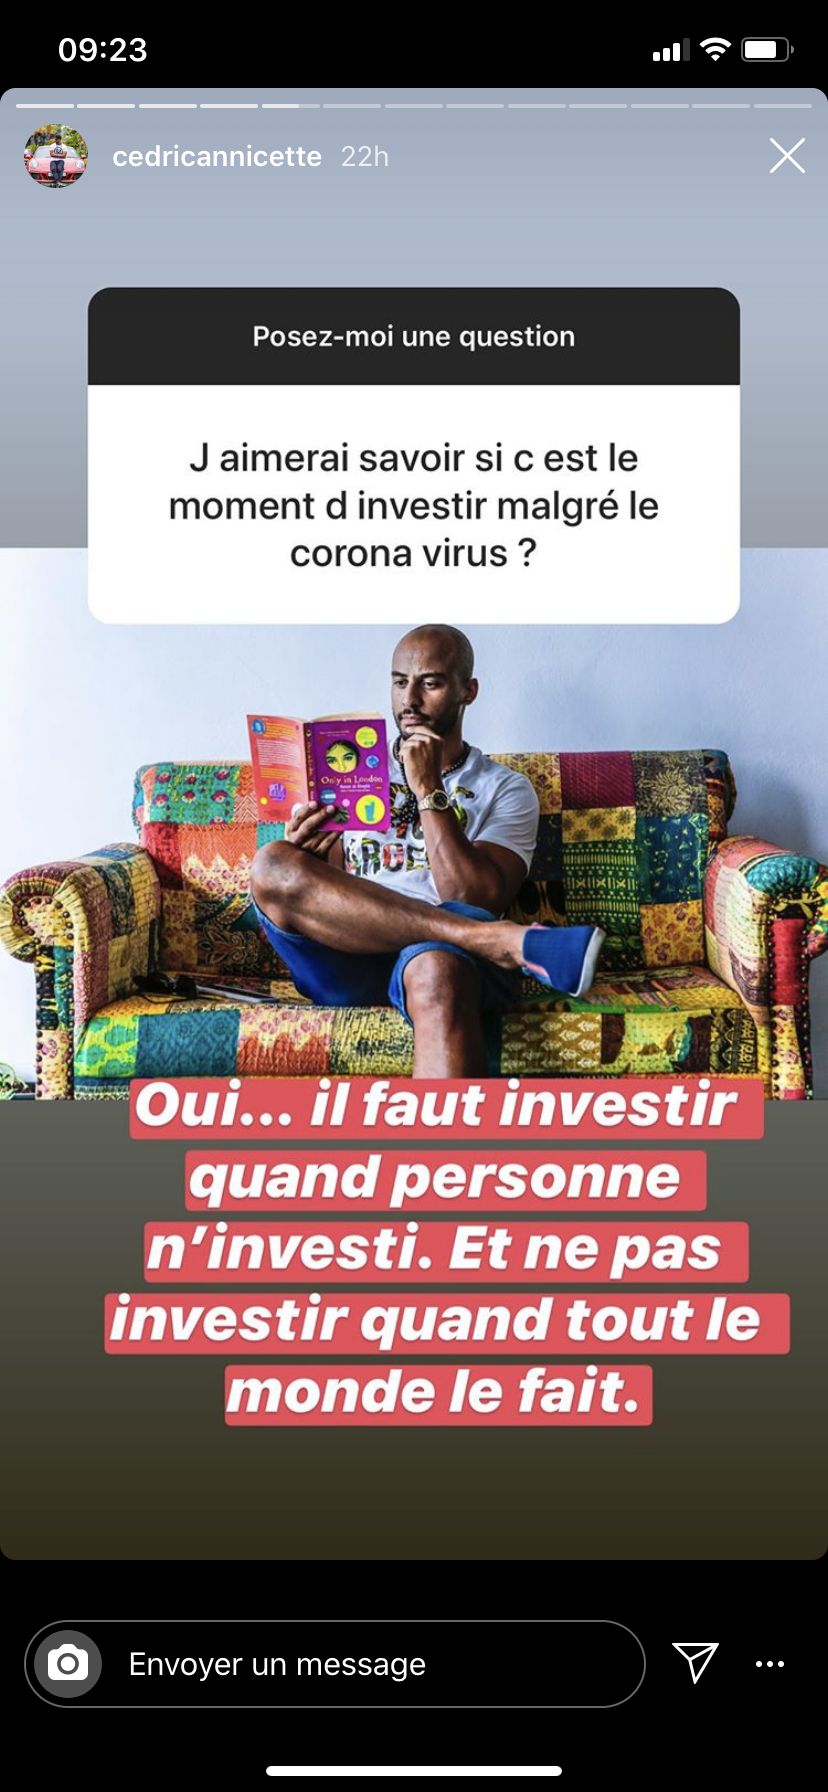 09:23
cedricannicette 22h
Posez-moi une question
J aimerai savoir si c est le
moment d investir malgré le
corona virus ?
Only in London
Oui... il faut investir
quand personne
n'investi. Et ne pas
investir quand tout le
monde le fait.
Envoyer un message